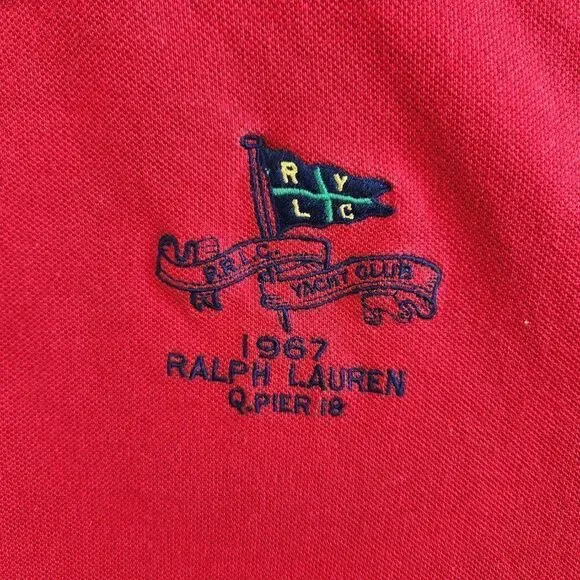 R Y
L C
P.R.L.C. YACHT CLUB
1967
RALPH LAUREN
Q.PIER 18